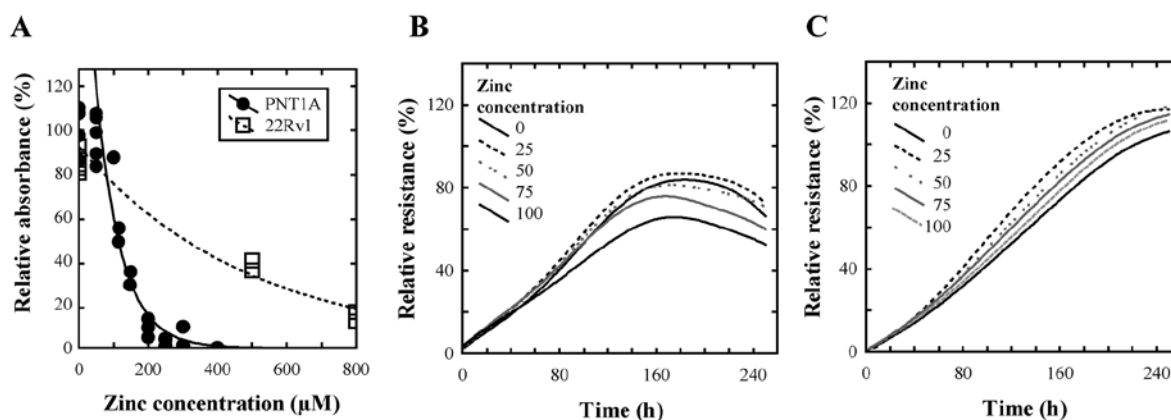 A
Relative absorbance (%)
120
100
80
60
40
20
0
0
200
400
600
800
Zinc concentration (µM)
PNT1A
22Rv1
B
Relative resistance (%)
120
80
40
0
0
80
160
240
Time (h)
Zinc
concentration
0
25
50
75
100
C
Relative resistance (%)
120
80
40
0
0
80
160
240
Time (h)
Zinc
concentration
0
25
50
75
100